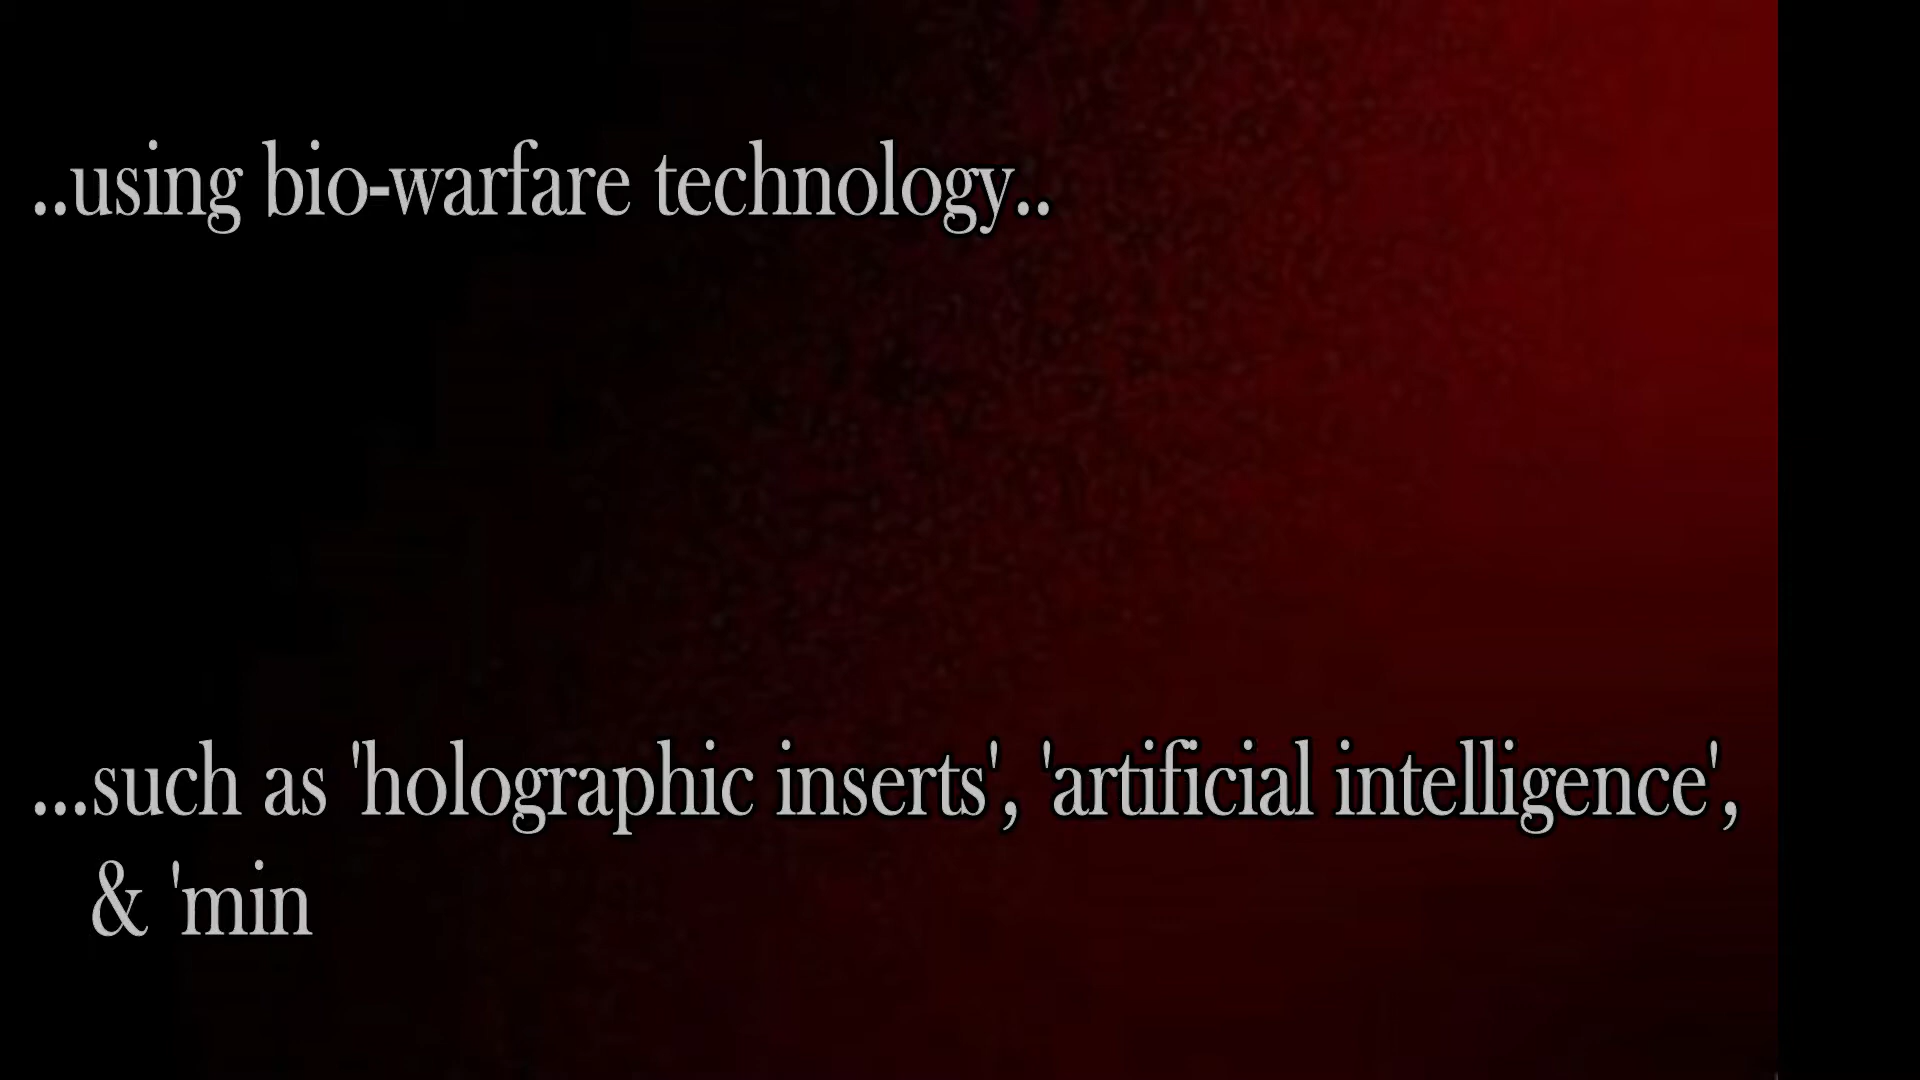 ..using bio-warfare technology..
...such as 'holographic inserts', 'artificial intelligence',
& 'min